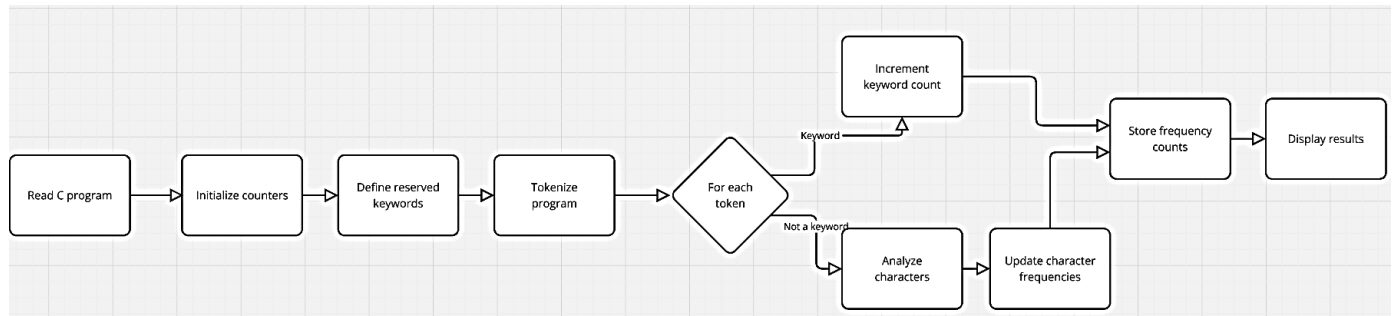 Read C program
Initialize counters
Define reserved
keywords
Tokenize
program
For each
token
Keyword
Increment
keyword count
Not a keyword
Analyze
characters
Update character
frequencies
Store frequency
counts
Display results